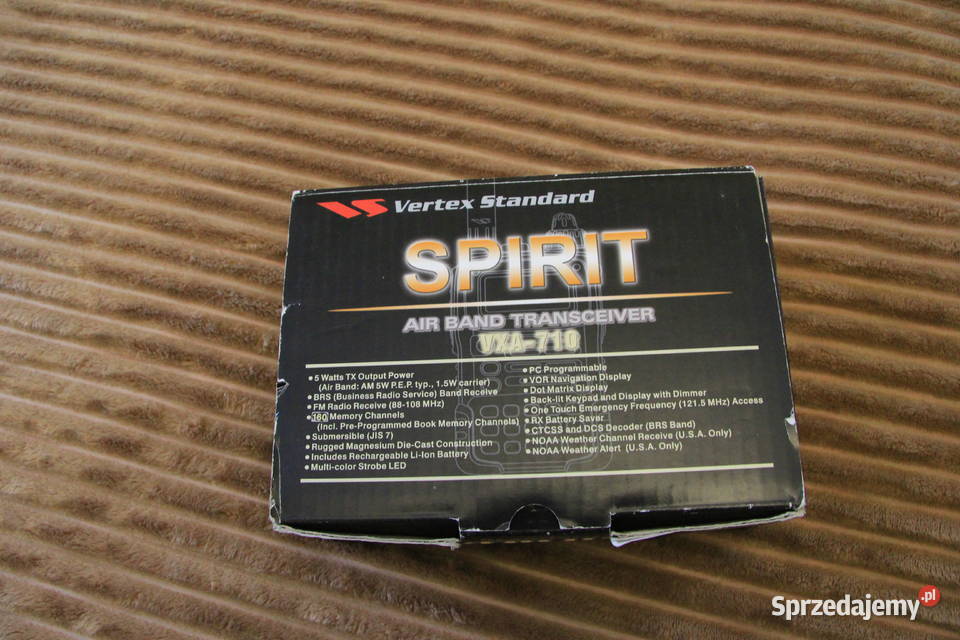 Vertex Standard
SPIRIT
AIR BAND TRANSCEIVER
VXA-710
• 5 Watts TX Output Power
(Air Band: AM 5W P.E.P. typ., 1.5W carrier)
• BRS (Business Radio Service) Band Receive
• FM Radio Receive (88-108 MHz)
• 160 Memory Channels
(Incl. Pre-Programmed Book Memory Channels)
• Submersible (JIS 7)
• Rugged Magnesium Die-Cast Construction
• Includes Rechargeable Li-Ion Battery
• Multi-color Strobe LED
• PC Programmable
• VOR Navigation Display
• Dot Matrix Display
• Back-lit Keypad and Display with Dimmer
• One Touch Emergency Frequency (121.5 MHz) Access
• RX Battery Saver
• CTCSS and DCS Decoder (BRS Band)
• NOAA Weather Channel Receive (U.S.A. Only)
• NOAA Weather Alert (U.S.A. Only)
Sprzedajemy.pl